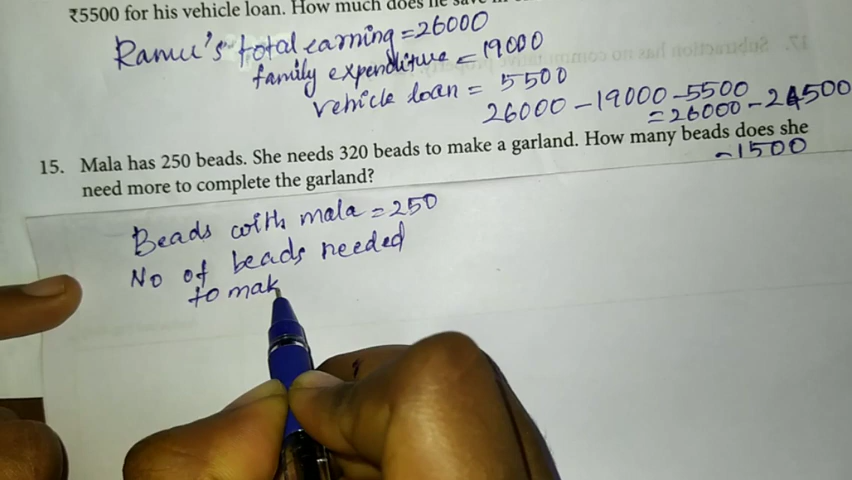 ₹5500 for his vehicle loan. How much does he save in
Ramu's total earning = 26000
family expenditure = 19000
vehicle loan = 5500
26000 - 19000 - 5500
= 26000 - 24500
= 1500
15. Mala has 250 beads. She needs 320 beads to make a garland. How many beads does she
need more to complete the garland?
Beads with mala = 250
No of beads needed
to mak